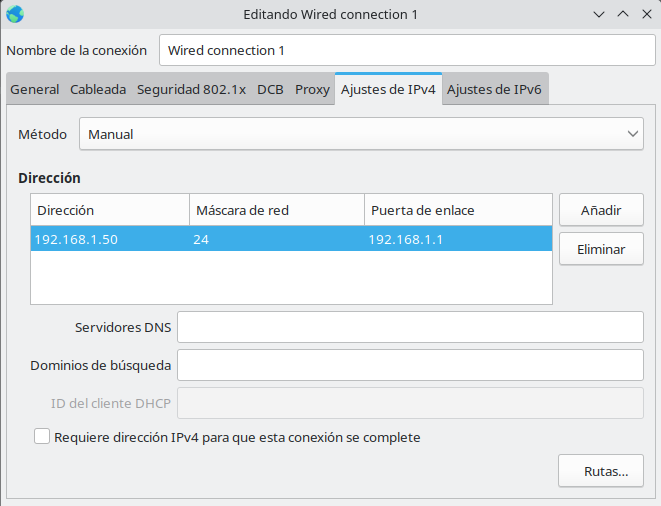 Editando Wired connection 1
Nombre de la conexión Wired connection 1
General Cableada Seguridad 802.1x DCB Proxy Ajustes de IPv4 Ajustes de IPv6
Método Manual
Dirección
Dirección Máscara de red Puerta de enlace Añadir
192.168.1.50 24 192.168.1.1
Eliminar
Servidores DNS
Dominios de búsqueda
ID del cliente DHCP
Requiere dirección IPv4 para que esta conexión se complete
Rutas...